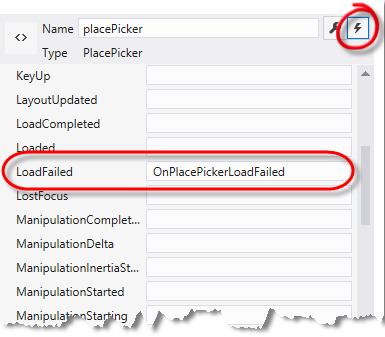 Name placePicker
Type PlacePicker
KeyUp
LayoutUpdated
LoadCompleted
Loaded
LoadFailed OnPlacePickerLoadFailed
LostFocus
ManipulationComplet...
ManipulationDelta
ManipulationInertiaSt...
ManipulationStarted
ManipulationStarting